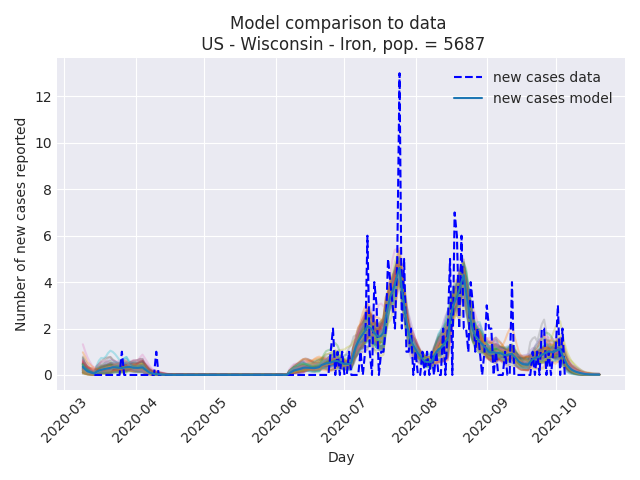 Model comparison to data
US - Wisconsin - Iron, pop. = 5687
new cases data
new cases model
Number of new cases reported
12
10
8
6
4
2
0
2020-03
2020-04
2020-05
2020-06
2020-07
2020-08
2020-09
2020-10
Day